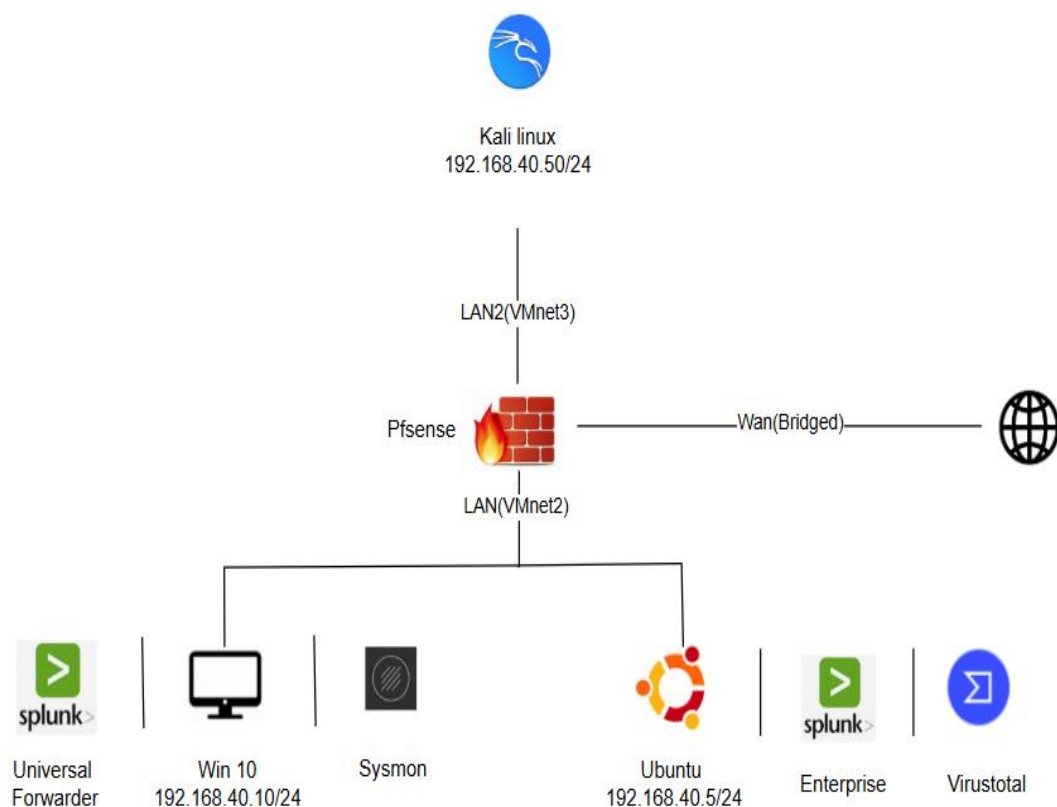 Kali linux
192.168.40.50/24
LAN2(VMnet3)
Pfsense
Wan(Bridged)
LAN(VMnet2)
splunk>
splunk>
Universal
Forwarder
Win 10
192.168.40.10/24
Sysmon
Ubuntu
192.168.40.5/24
Enterprise
Virustotal